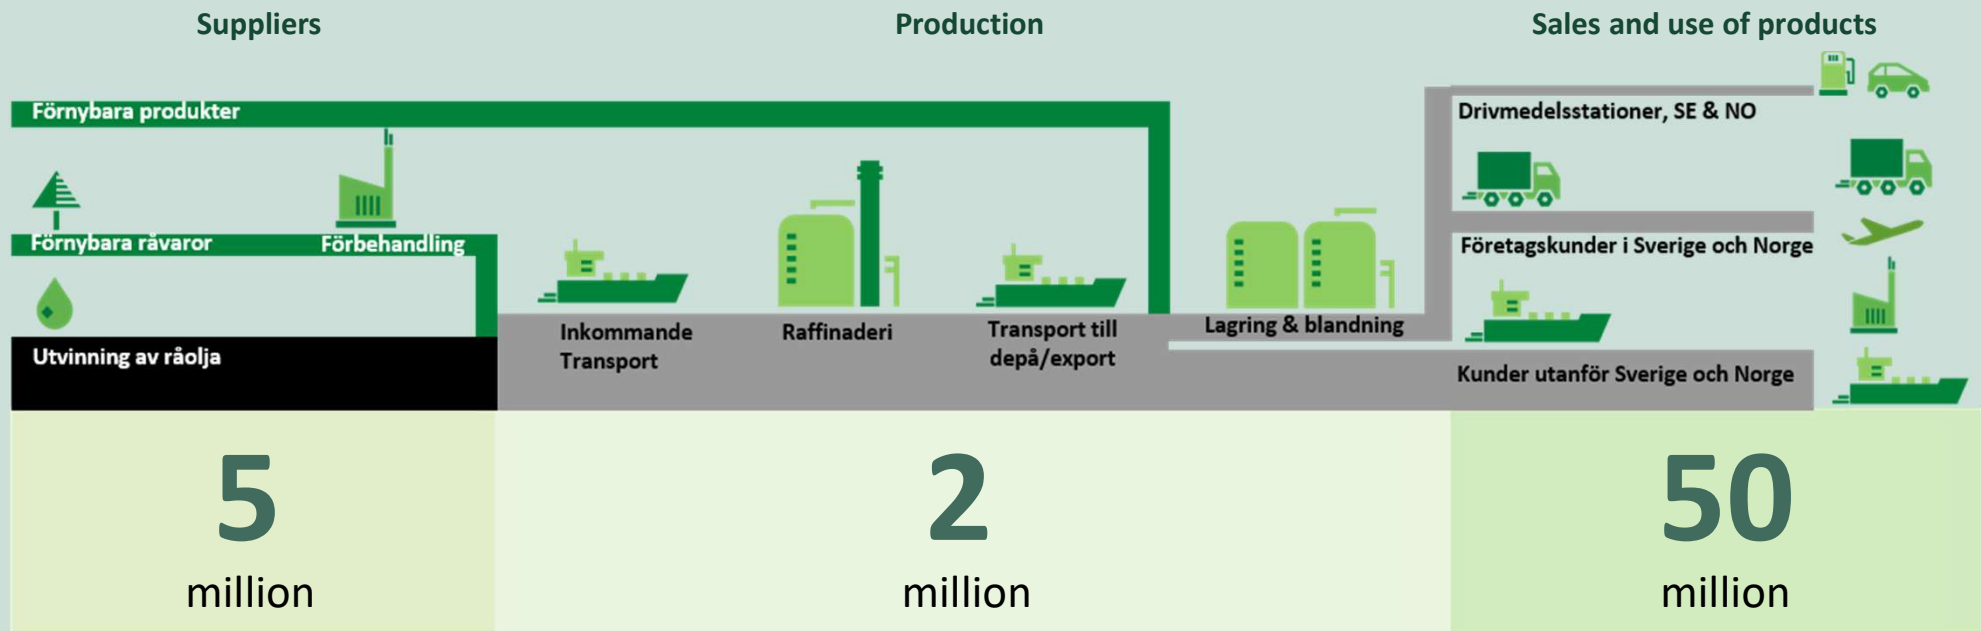 Suppliers
Production
Sales and use of products
Förnybara produkter
Drivmedelsstationer, SE & NO
Förnybara råvaror
Förbehandling
Företagskunder i Sverige och Norge
Utvinning av råolja
Inkommande
Transport
Raffinaderi
Transport till
depå/export
Lagring & blandning
Kunder utanför Sverige och Norge
5
million
2
million
50
million